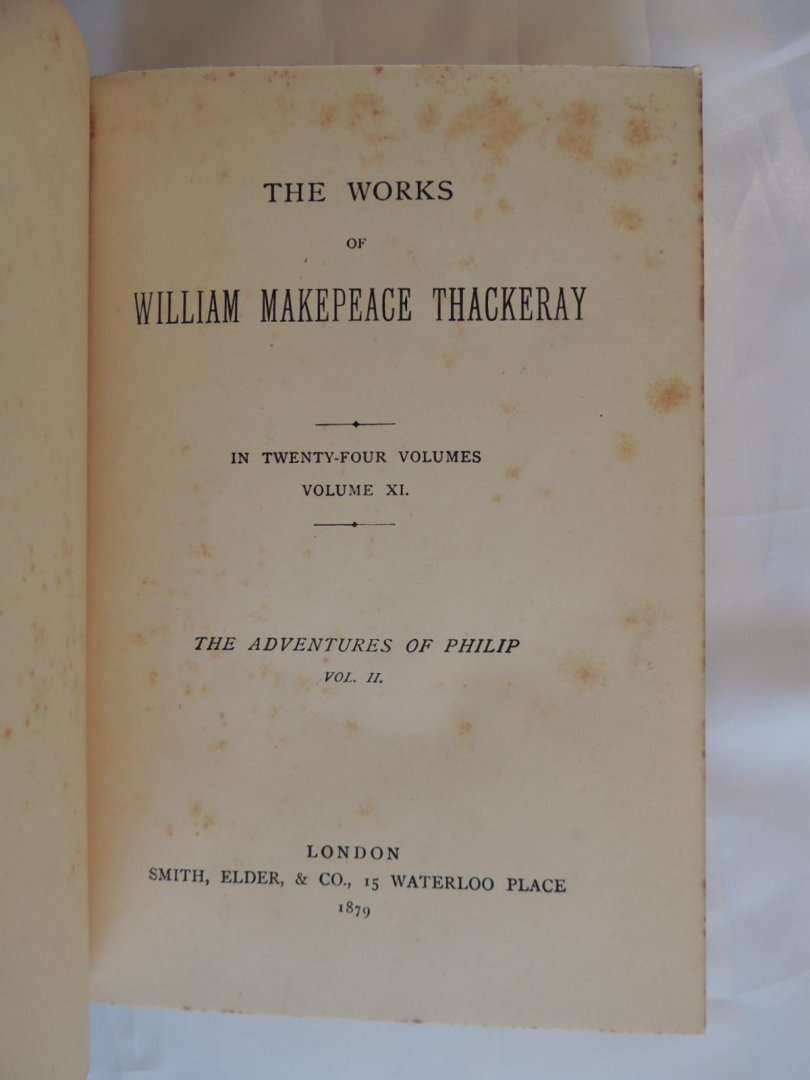 THE WORKS
OF
WILLIAM MAKEPEACE THACKERAY
IN TWENTY-FOUR VOLUMES
VOLUME XI.
THE ADVENTURES OF PHILIP
VOL. II.
LONDON
SMITH, ELDER, & CO., 15 WATERLOO PLACE
1879